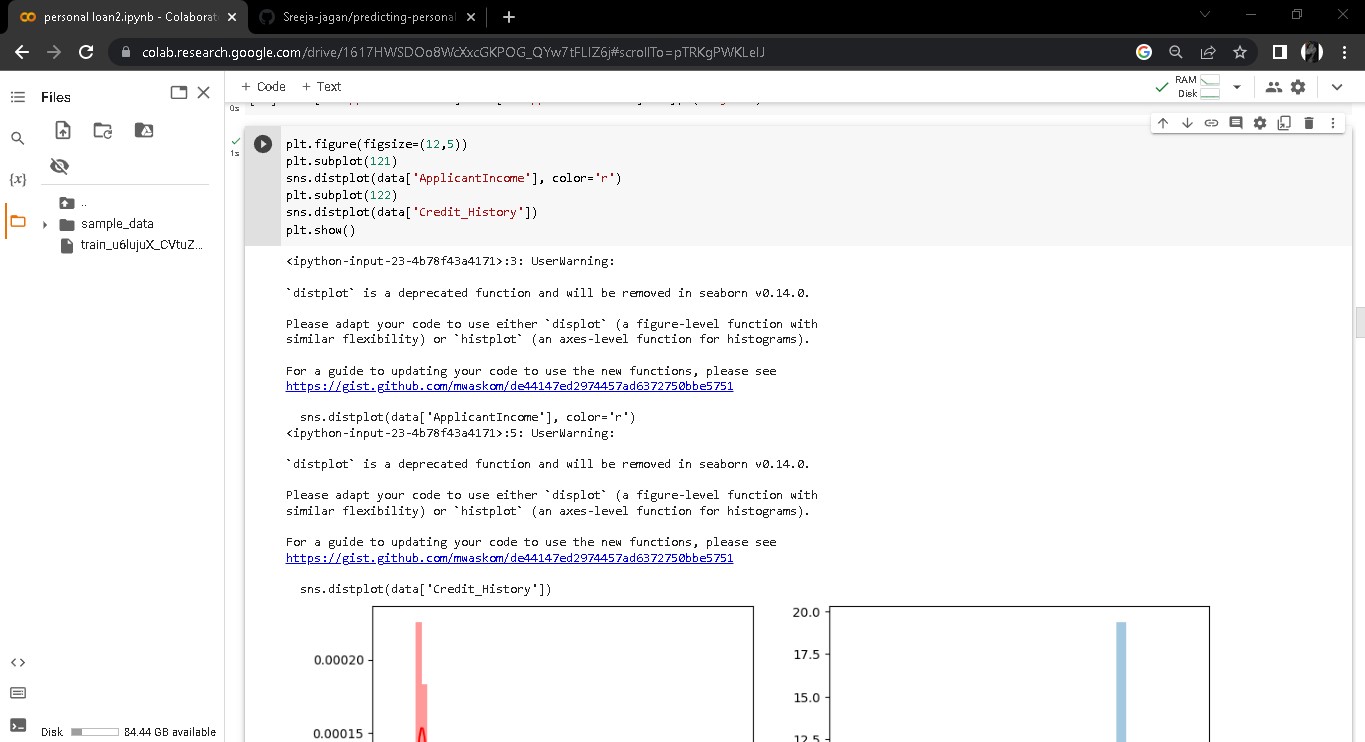 personal loan2.ipynb - Colaborat
Sreeja-jagan/predicting-personal
colab.research.google.com/drive/1617HWSDOo8WcXxcGKPOG_QYw7tFLIZ6j#scrollTo=pTRKgPWKLeIJ
Files
+ Code + Text
RAM
Disk
0s
1s
plt.figure(figsize=(12,5))
plt.subplot(121)
sns.distplot(data['ApplicantIncome'], color='r')
plt.subplot(122)
sns.distplot(data['Credit_History'])
plt.show()
{x}
..
sample_data
train_u6lujuX_CVtuZ...
<ipython-input-23-4b78f43a4171>:3: UserWarning:
`distplot` is a deprecated function and will be removed in seaborn v0.14.0.
Please adapt your code to use either `displot` (a figure-level function with
similar flexibility) or `histplot` (an axes-level function for histograms).
For a guide to updating your code to use the new functions, please see
https://gist.github.com/mwaskom/de44147ed2974457ad6372750bbe5751
sns.distplot(data['ApplicantIncome'], color='r')
<ipython-input-23-4b78f43a4171>:5: UserWarning:
`distplot` is a deprecated function and will be removed in seaborn v0.14.0.
Please adapt your code to use either `displot` (a figure-level function with
similar flexibility) or `histplot` (an axes-level function for histograms).
For a guide to updating your code to use the new functions, please see
https://gist.github.com/mwaskom/de44147ed2974457ad6372750bbe5751
sns.distplot(data['Credit_History'])
0.00020
0.00015
20.0
17.5
15.0
12.5
Disk 84.44 GB available